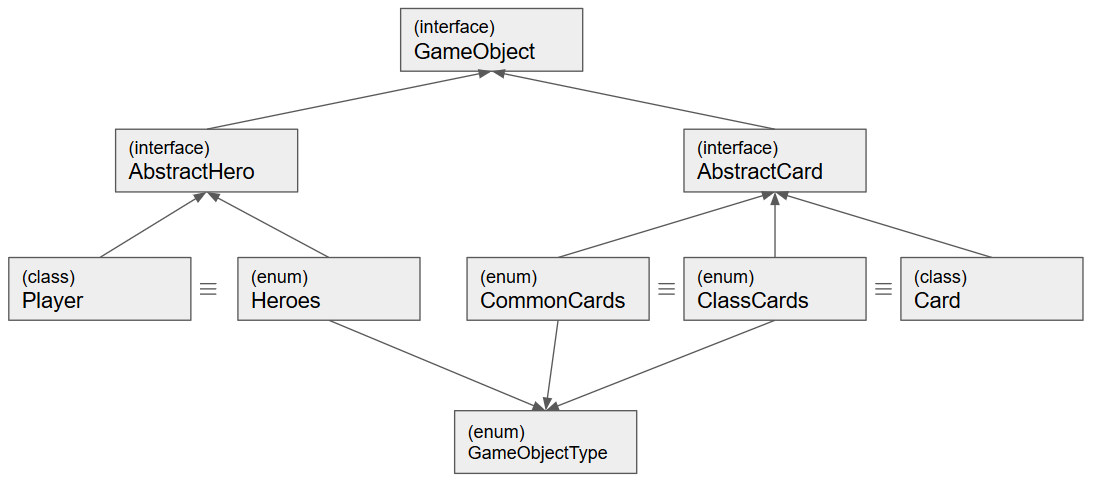 (interface)
GameObject
(interface)
AbstractHero
(interface)
AbstractCard
(class)
Player
≡
(enum)
Heroes
(enum)
CommonCards
≡
(enum)
ClassCards
≡
(class)
Card
(enum)
GameObjectType